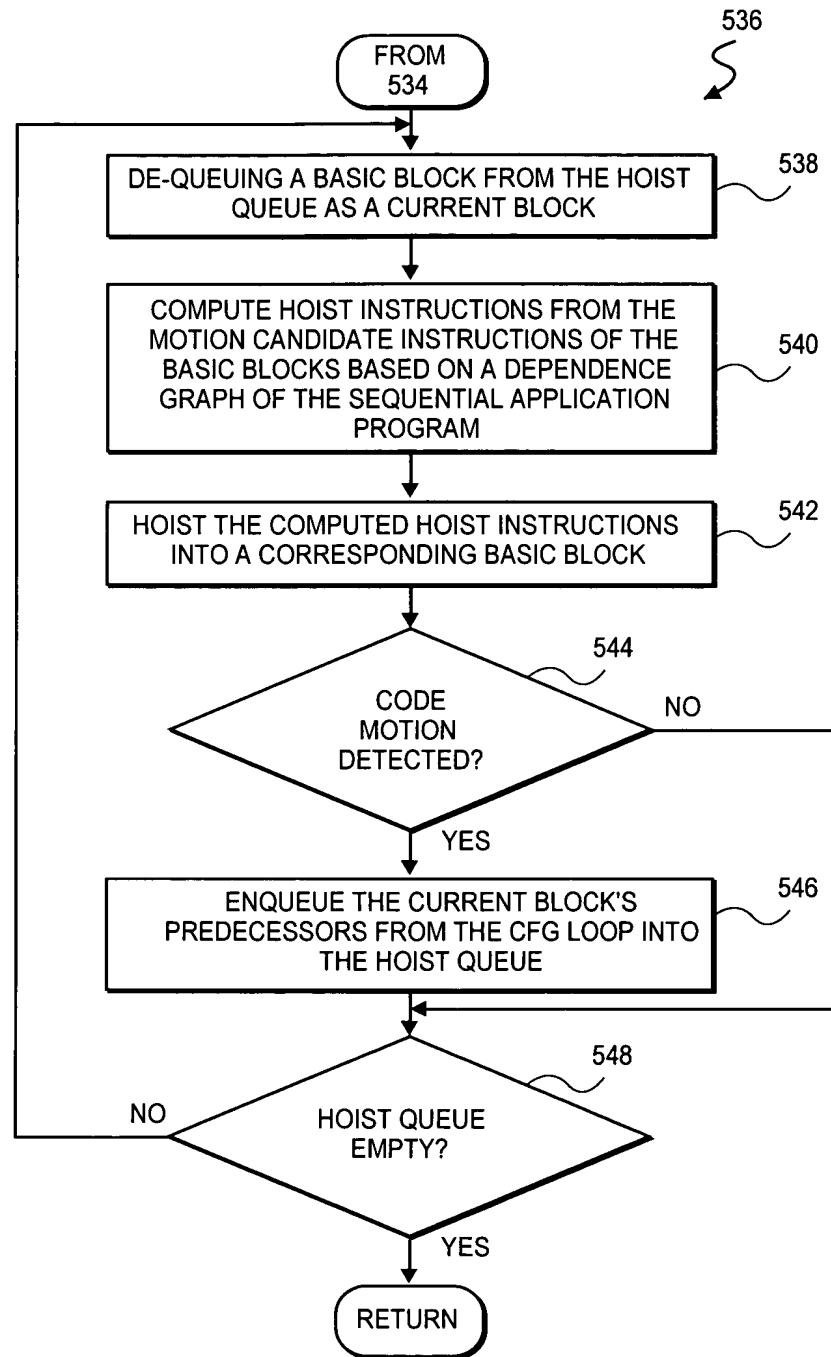 536
FROM
534
DE-QUEUING A BASIC BLOCK FROM THE HOIST
QUEUE AS A CURRENT BLOCK
538
COMPUTE HOIST INSTRUCTIONS FROM THE
MOTION CANDIDATE INSTRUCTIONS OF THE
BASIC BLOCKS BASED ON A DEPENDENCE
GRAPH OF THE SEQUENTIAL APPLICATION
PROGRAM
540
HOIST THE COMPUTED HOIST INSTRUCTIONS
INTO A CORRESPONDING BASIC BLOCK
542
544
CODE
MOTION
DETECTED?
NO
YES
ENQUEUE THE CURRENT BLOCK'S
PREDECESSORS FROM THE CFG LOOP INTO
THE HOIST QUEUE
546
548
NO
HOIST QUEUE
EMPTY?
YES
RETURN